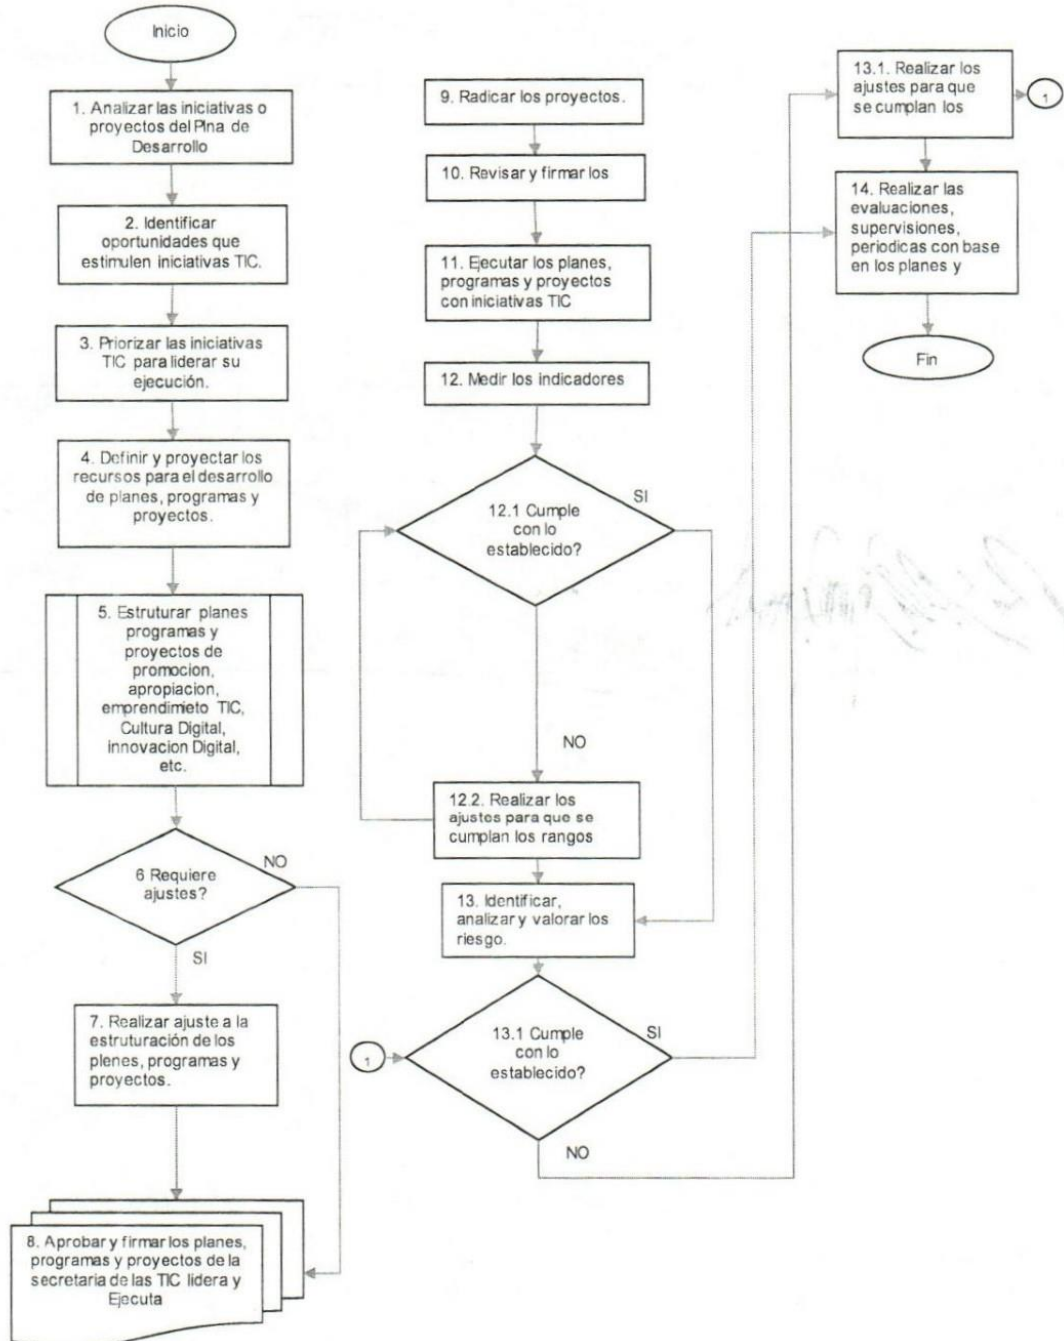 Inicio
1. Analizar las iniciativas o
proyectos del Plna de
Desarrollo
2. Identificar
oportunidades que
estimulen iniciativas TIC.
3. Priorizar las iniciativas
TIC para liderar su
ejecución.
4. Definir y proyectar los
recursos para el desarrollo
de planes, programas y
proyectos.
5. Estruturar planes
programas y
proyectos de
promocion,
apropiacion,
emprendimieto TIC,
Cultura Digital,
innovacion Digital,
etc.
6 Requiere
ajustes?
NO
SI
7. Realizar ajuste a la
estruturación de los
plenes, programas y
proyectos.
8. Aprobar y firmar los planes,
programas y proyectos de la
secretaria de las TIC lidera y
Ejecuta
9. Radicar los proyectos.
10. Revisar y firmar los
11. Ejecutar los planes,
programas y proyectos
con iniciativas TIC
12. Medir los indicadores
12.1 Cumple
con lo
establecido?
SI
NO
12.2. Realizar los
ajustes para que se
cumplan los rangos
13. Identificar,
analizar y valorar los
riesgo.
1
13.1 Cumple
con lo
establecido?
SI
NO
13.1. Realizar los
ajustes para que
se cumplan los
1
14. Realizar las
evaluaciones,
supervisiones,
periodicas con base
en los planes y
Fin